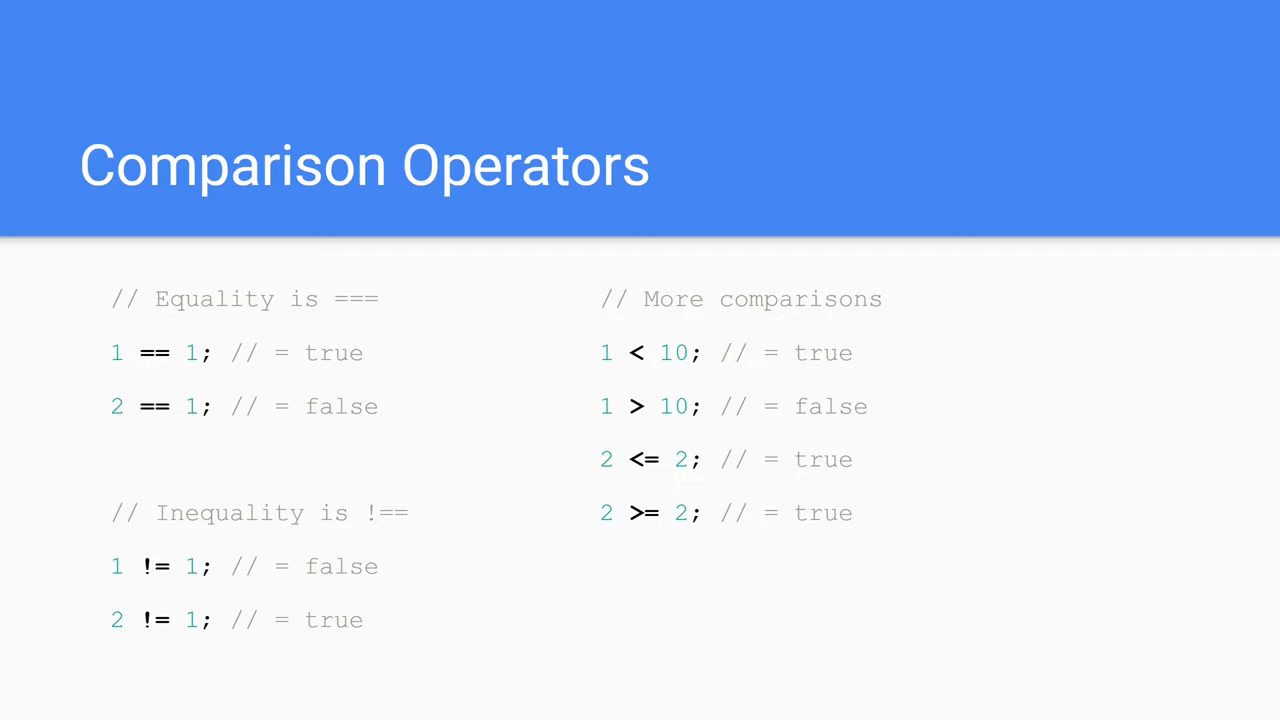 Comparison Operators
// Equality is ===
1 == 1; // = true
2 == 1; // = false
// Inequality is !==
1 != 1; // = false
2 != 1; // = true
// More comparisons
1 < 10; // = true
1 > 10; // = false
2 <= 2; // = true
2 >= 2; // = true